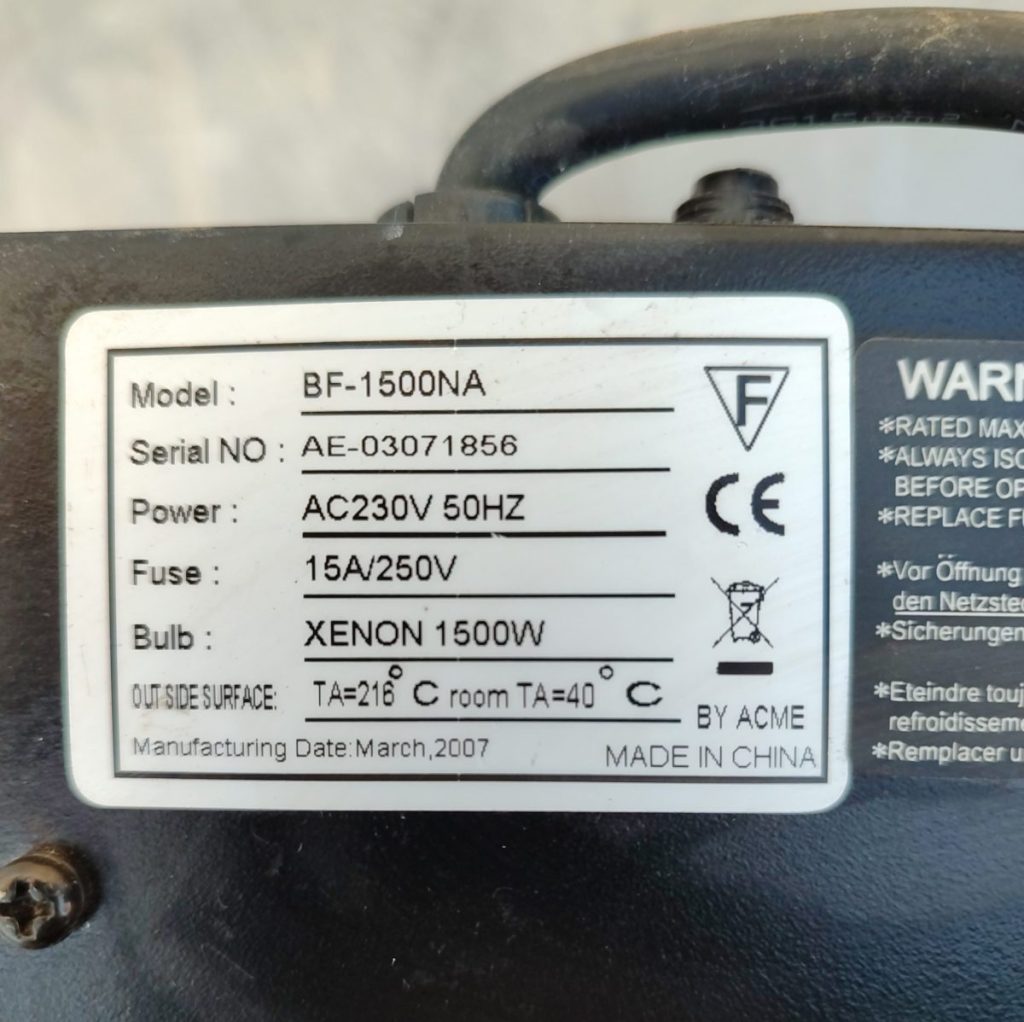 3G1.5mm²
Model : BF-1500NA
F
Serial NO : AE-03071856
Power : AC230V 50HZ
CE
Fuse : 15A/250V
Bulb : XENON 1500W
OUT SIDE SURFACE: TA=216°C room TA=40°C
BY ACME
Manufacturing Date:March,2007
MADE IN CHINA
WARN
*RATED MAX
*ALWAYS ISO
BEFORE OP
*REPLACE FU
*Vor Öffnung
den Netzste
*Sicherungen
*Eteindre touj
refroidisseme
*Remplacer u